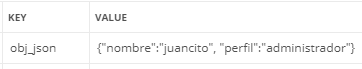 KEY VALUE
obj_json {"nombre":"juancito", "perfil":"administrador"}